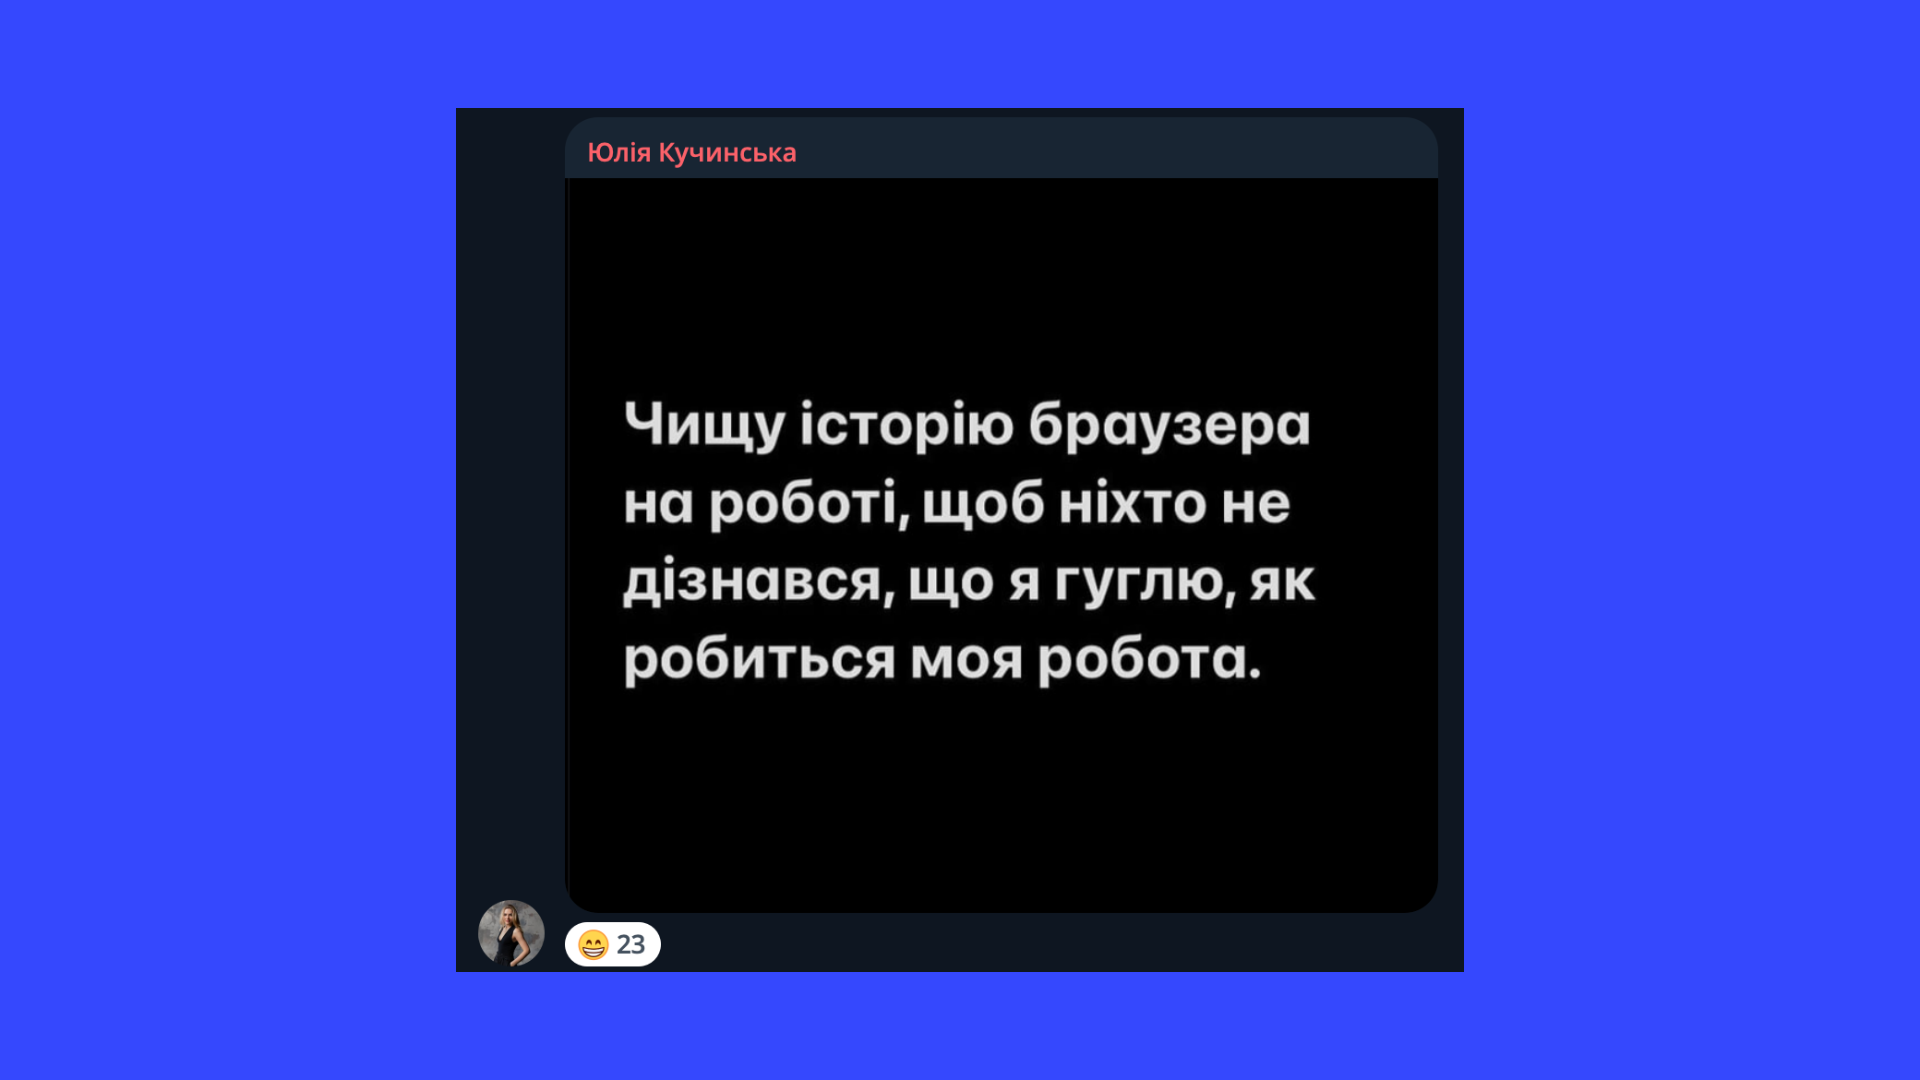 Юлія Кучинська
Чищу історію браузера
на роботі, щоб ніхто не
дізнався, що я гуглю, як
робиться моя робота.
😁 23